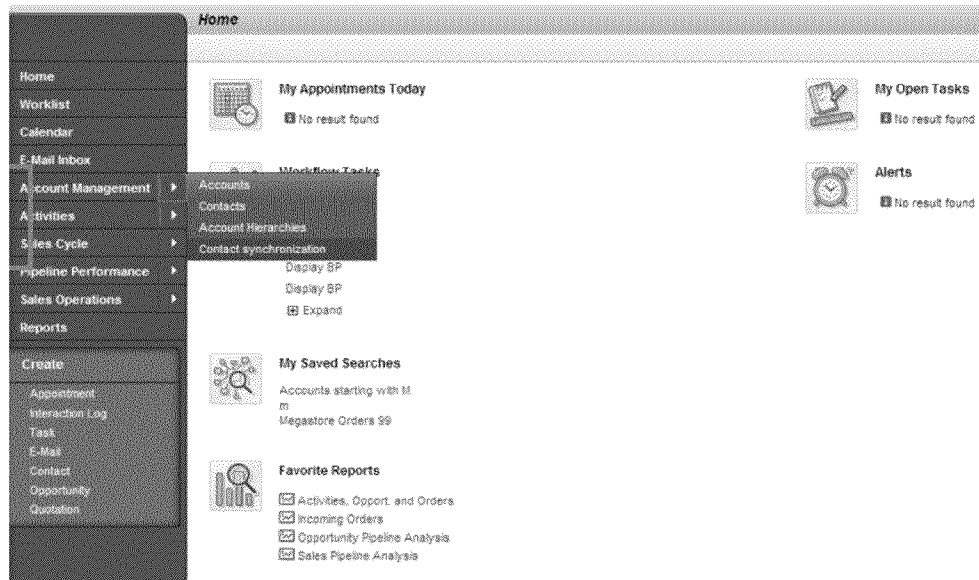 Home
Home
Worklist
Calendar
E-Mail Inbox
Account Management
Activities
Sales Cycle
Pipeline Performance
Sales Operations
Reports
Accounts
Contacts
Account Hierarchies
Contact synchronization
Create
Appointment
Interaction Log
Task
E-Mail
Contact
Opportunity
Quotation
My Appointments Today
No result found
Workflow Tasks
Display BP
Display BP
Expand
My Saved Searches
Accounts starting with M
m
Megastore Orders 99
Favorite Reports
Activities, Opport. and Orders
Incoming Orders
Opportunity Pipeline Analysis
Sales Pipeline Analysis
My Open Tasks
No result found
Alerts
No result found